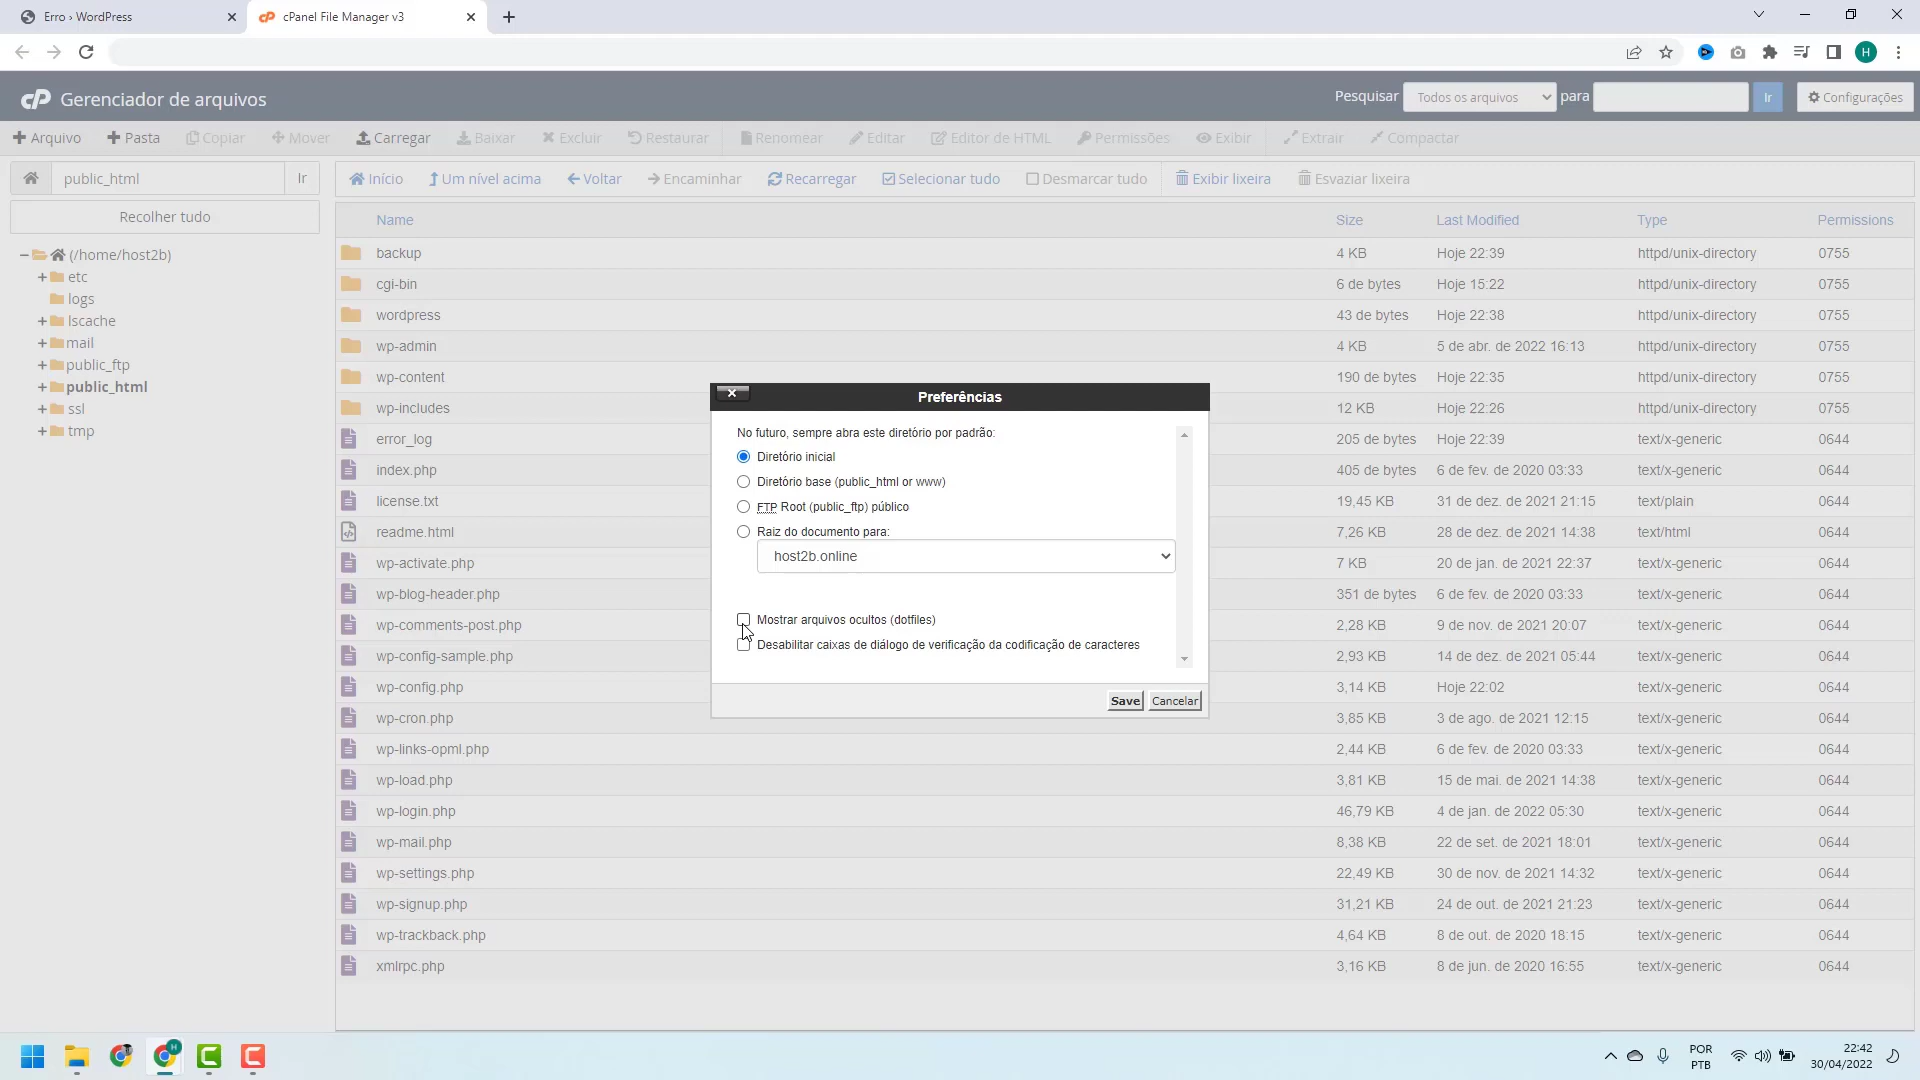 Erro › WordPress
cPanel File Manager v3
H
cP Gerenciador de arquivos
Pesquisar Todos os arquivos para Ir Configurações
Arquivo Pasta Copiar Mover Carregar Baixar Excluir Restaurar Renomear Editar Editor de HTML Permissões Exibir Extrair Compactar
public_html Ir
Início Um nível acima Voltar Encaminhar Recarregar Selecionar tudo Desmarcar tudo Exibir lixeira Esvaziar lixeira
Recolher tudo
(/home/host2b)
etc
logs
lscache
mail
public_ftp
public_html
ssl
tmp
Name Size Last Modified Type Permissions
backup 4 KB Hoje 22:39 httpd/unix-directory 0755
cgi-bin 6 de bytes Hoje 15:22 httpd/unix-directory 0755
wordpress 43 de bytes Hoje 22:38 httpd/unix-directory 0755
wp-admin 4 KB 5 de abr. de 2022 16:13 httpd/unix-directory 0755
wp-content 190 de bytes Hoje 22:35 httpd/unix-directory 0755
wp-includes 12 KB Hoje 22:26 httpd/unix-directory 0755
error_log 205 de bytes Hoje 22:39 text/x-generic 0644
index.php 405 de bytes 6 de fev. de 2020 03:33 text/x-generic 0644
license.txt 19,45 KB 31 de dez. de 2021 21:15 text/plain 0644
readme.html 7,26 KB 28 de dez. de 2021 14:38 text/html 0644
wp-activate.php 7 KB 20 de jan. de 2021 22:37 text/x-generic 0644
wp-blog-header.php 351 de bytes 6 de fev. de 2020 03:33 text/x-generic 0644
wp-comments-post.php 2,28 KB 9 de nov. de 2021 20:07 text/x-generic 0644
wp-config-sample.php 2,93 KB 14 de dez. de 2021 05:44 text/x-generic 0644
wp-config.php 3,14 KB Hoje 22:02 text/x-generic 0644
wp-cron.php 3,85 KB 3 de ago. de 2021 12:15 text/x-generic 0644
wp-links-opml.php 2,44 KB 6 de fev. de 2020 03:33 text/x-generic 0644
wp-load.php 3,81 KB 15 de mai. de 2021 14:38 text/x-generic 0644
wp-login.php 46,79 KB 4 de jan. de 2022 05:30 text/x-generic 0644
wp-mail.php 8,38 KB 22 de set. de 2021 18:01 text/x-generic 0644
wp-settings.php 22,49 KB 30 de nov. de 2021 14:32 text/x-generic 0644
wp-signup.php 31,21 KB 24 de out. de 2021 21:23 text/x-generic 0644
wp-trackback.php 4,64 KB 8 de out. de 2020 18:15 text/x-generic 0644
xmlrpc.php 3,16 KB 8 de jun. de 2020 16:55 text/x-generic 0644
Preferências
No futuro, sempre abra este diretório por padrão:
Diretório inicial
Diretório base (public_html or www)
FTP Root (public_ftp) público
Raiz do documento para:
host2b.online
Mostrar arquivos ocultos (dotfiles)
Desabilitar caixas de diálogo de verificação da codificação de caracteres
Save Cancelar
H
POR
PTB
22:42
30/04/2022